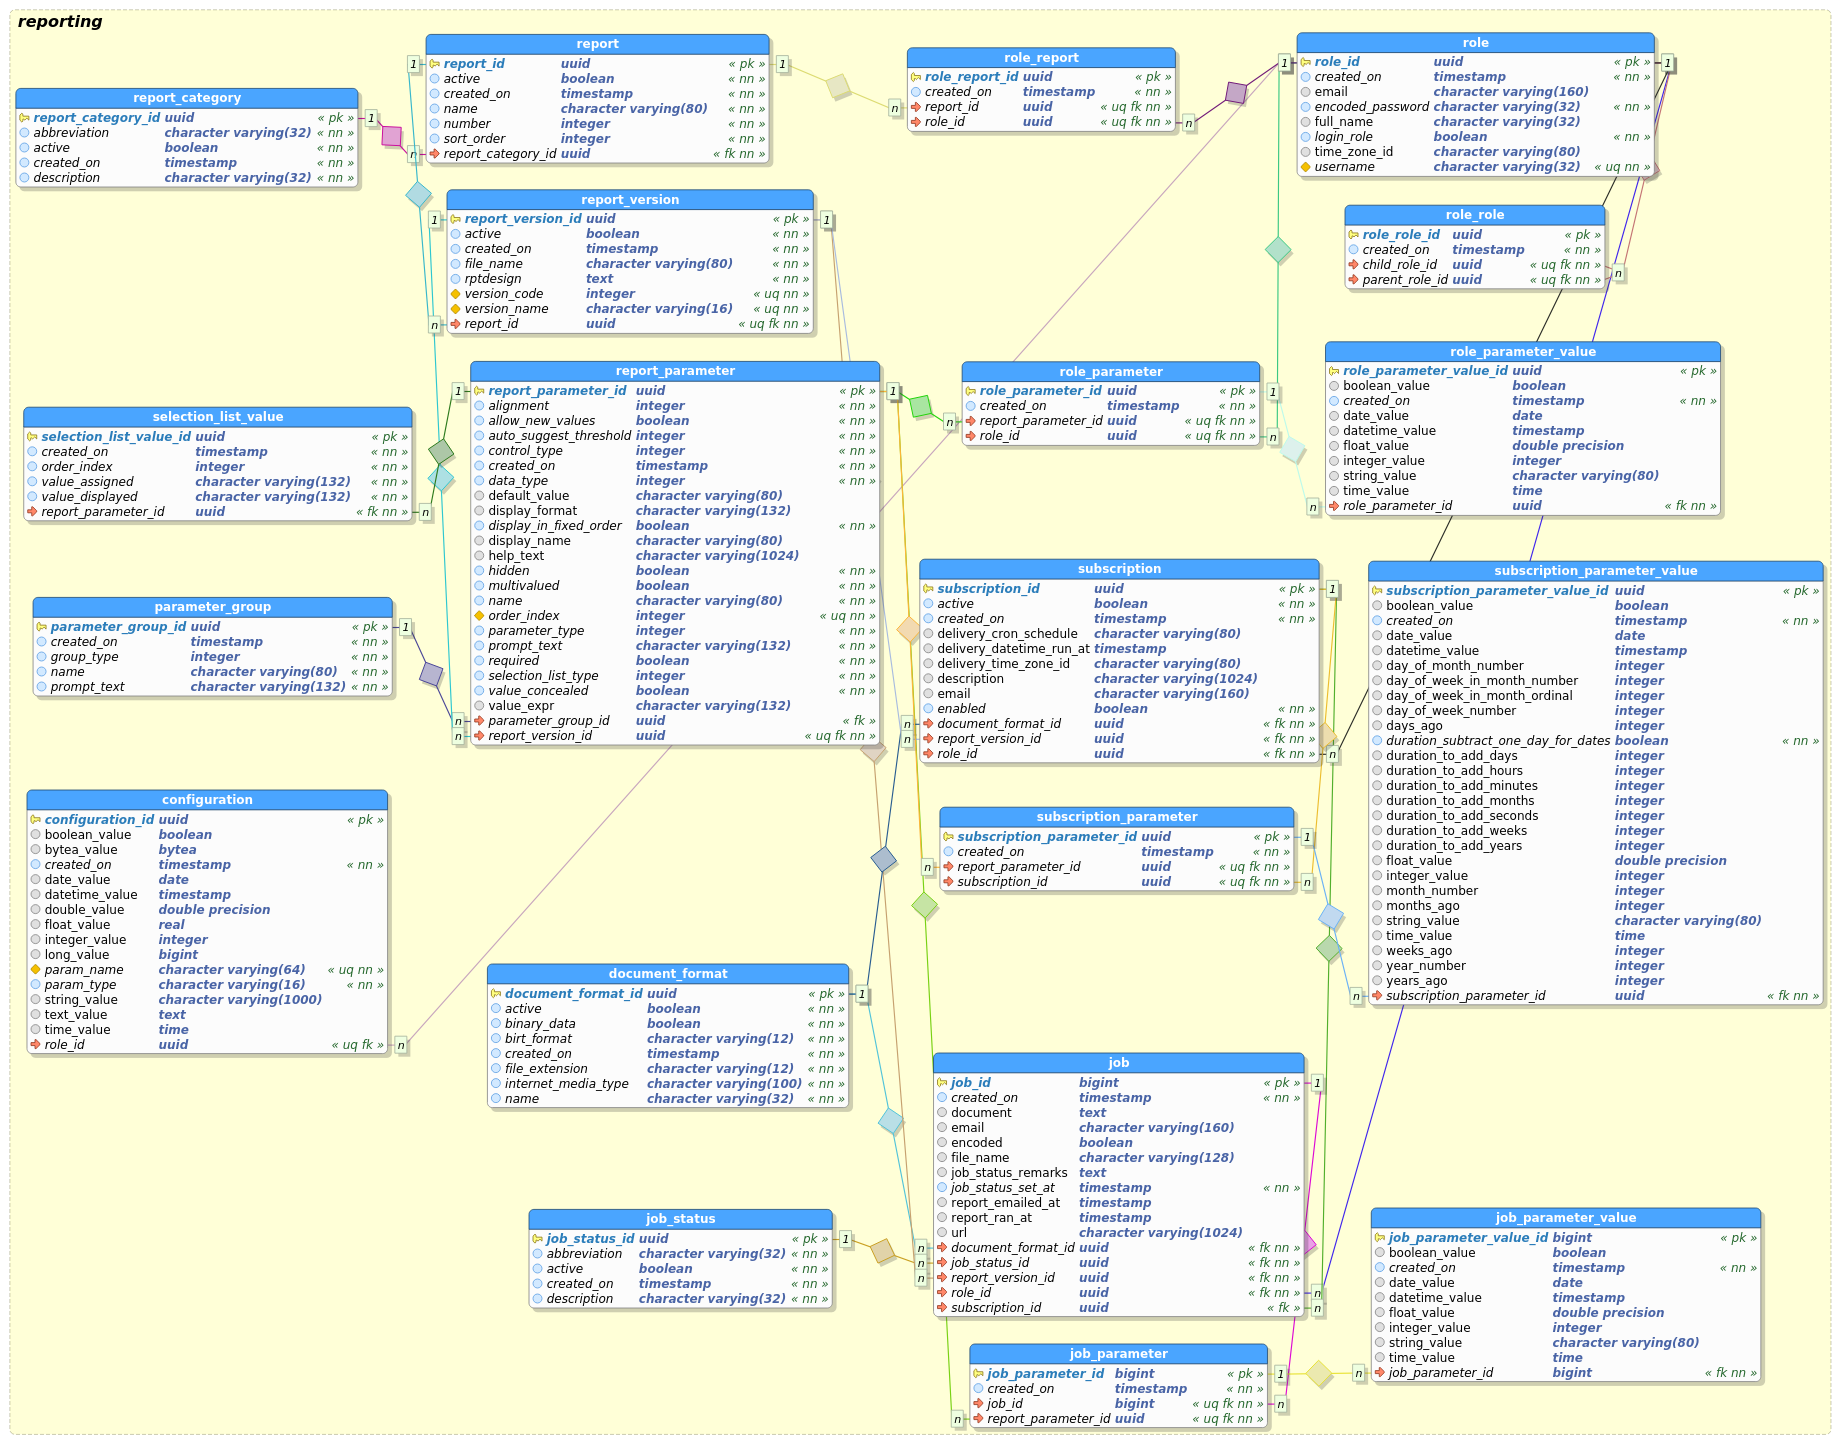 reporting
report
report_id uuid « pk »
active boolean « nn »
created_on timestamp « nn »
name character varying(80) « nn »
number integer « nn »
sort_order integer « nn »
report_category_id uuid « fk nn »
role_report
role_report_id uuid « pk »
created_on timestamp « nn »
report_id uuid « uq fk nn »
role_id uuid « uq fk nn »
role
role_id uuid « pk »
created_on timestamp « nn »
email character varying(160)
encoded_password character varying(32) « nn »
full_name character varying(32)
login_role boolean « nn »
time_zone_id character varying(80)
username character varying(32) « uq nn »
report_category
report_category_id uuid « pk »
abbreviation character varying(32) « nn »
active boolean « nn »
created_on timestamp « nn »
description character varying(32) « nn »
report_version
report_version_id uuid « pk »
active boolean « nn »
created_on timestamp « nn »
file_name character varying(80) « nn »
rptdesign text « nn »
version_code integer « uq nn »
version_name character varying(16) « uq nn »
report_id uuid « uq fk nn »
role_role
role_role_id uuid « pk »
created_on timestamp « nn »
child_role_id uuid « uq fk nn »
parent_role_id uuid « uq fk nn »
report_parameter
report_parameter_id uuid « pk »
alignment integer « nn »
allow_new_values boolean « nn »
auto_suggest_threshold integer « nn »
control_type integer « nn »
created_on timestamp « nn »
data_type integer « nn »
default_value character varying(80)
display_format character varying(132)
display_in_fixed_order boolean « nn »
display_name character varying(80)
help_text character varying(1024)
hidden boolean « nn »
multivalued boolean « nn »
name character varying(80) « nn »
order_index integer « uq nn »
parameter_type integer « nn »
prompt_text character varying(132) « nn »
required boolean « nn »
selection_list_type integer « nn »
value_concealed boolean « nn »
value_expr character varying(132)
parameter_group_id uuid « fk »
report_version_id uuid « uq fk nn »
role_parameter
role_parameter_id uuid « pk »
created_on timestamp « nn »
report_parameter_id uuid « uq fk nn »
role_id uuid « uq fk nn »
role_parameter_value
role_parameter_value_id uuid « pk »
boolean_value boolean
created_on timestamp « nn »
date_value date
datetime_value timestamp
float_value double precision
integer_value integer
string_value character varying(80)
time_value time
role_parameter_id uuid « fk nn »
selection_list_value
selection_list_value_id uuid « pk »
created_on timestamp « nn »
order_index integer « nn »
value_assigned character varying(132) « nn »
value_displayed character varying(132) « nn »
report_parameter_id uuid « fk nn »
subscription
subscription_id uuid « pk »
active boolean « nn »
created_on timestamp « nn »
delivery_cron_schedule character varying(80)
delivery_datetime_run_at timestamp
delivery_time_zone_id character varying(80)
description character varying(1024)
email character varying(160)
enabled boolean « nn »
document_format_id uuid « fk nn »
report_version_id uuid « fk nn »
role_id uuid « fk nn »
subscription_parameter_value
subscription_parameter_value_id uuid « pk »
boolean_value boolean
created_on timestamp « nn »
date_value date
datetime_value timestamp
day_of_month_number integer
day_of_week_in_month_number integer
day_of_week_in_month_ordinal integer
day_of_week_number integer
days_ago integer
duration_subtract_one_day_for_dates boolean « nn »
duration_to_add_days integer
duration_to_add_hours integer
duration_to_add_minutes integer
duration_to_add_months integer
duration_to_add_seconds integer
duration_to_add_weeks integer
duration_to_add_years integer
float_value double precision
integer_value integer
month_number integer
months_ago integer
string_value character varying(80)
time_value time
weeks_ago integer
year_number integer
years_ago integer
subscription_parameter_id uuid « fk nn »
parameter_group
parameter_group_id uuid « pk »
created_on timestamp « nn »
group_type integer « nn »
name character varying(80) « nn »
prompt_text character varying(132) « nn »
configuration
configuration_id uuid « pk »
boolean_value boolean
bytea_value bytea
created_on timestamp « nn »
date_value date
datetime_value timestamp
double_value double precision
float_value real
integer_value integer
long_value bigint
param_name character varying(64) « uq nn »
param_type character varying(16) « nn »
string_value character varying(1000)
text_value text
time_value time
role_id uuid « uq fk »
subscription_parameter
subscription_parameter_id uuid « pk »
created_on timestamp « nn »
report_parameter_id uuid « uq fk nn »
subscription_id uuid « uq fk nn »
document_format
document_format_id uuid « pk »
active boolean « nn »
binary_data boolean « nn »
birt_format character varying(12) « nn »
created_on timestamp « nn »
file_extension character varying(12) « nn »
internet_media_type character varying(100) « nn »
name character varying(32) « nn »
job
job_id bigint « pk »
created_on timestamp « nn »
document text
email character varying(160)
encoded boolean
file_name character varying(128)
job_status_remarks text
job_status_set_at timestamp « nn »
report_emailed_at timestamp
report_ran_at timestamp
url character varying(1024)
document_format_id uuid « fk nn »
job_status_id uuid « fk nn »
report_version_id uuid « fk nn »
role_id uuid « fk nn »
subscription_id uuid « fk »
job_status
job_status_id uuid « pk »
abbreviation character varying(32) « nn »
active boolean « nn »
created_on timestamp « nn »
description character varying(32) « nn »
job_parameter_value
job_parameter_value_id bigint « pk »
boolean_value boolean
created_on timestamp « nn »
date_value date
datetime_value timestamp
float_value double precision
integer_value integer
string_value character varying(80)
time_value time
job_parameter_id bigint « fk nn »
job_parameter
job_parameter_id bigint « pk »
created_on timestamp « nn »
job_id bigint « uq fk nn »
report_parameter_id uuid « uq fk nn »